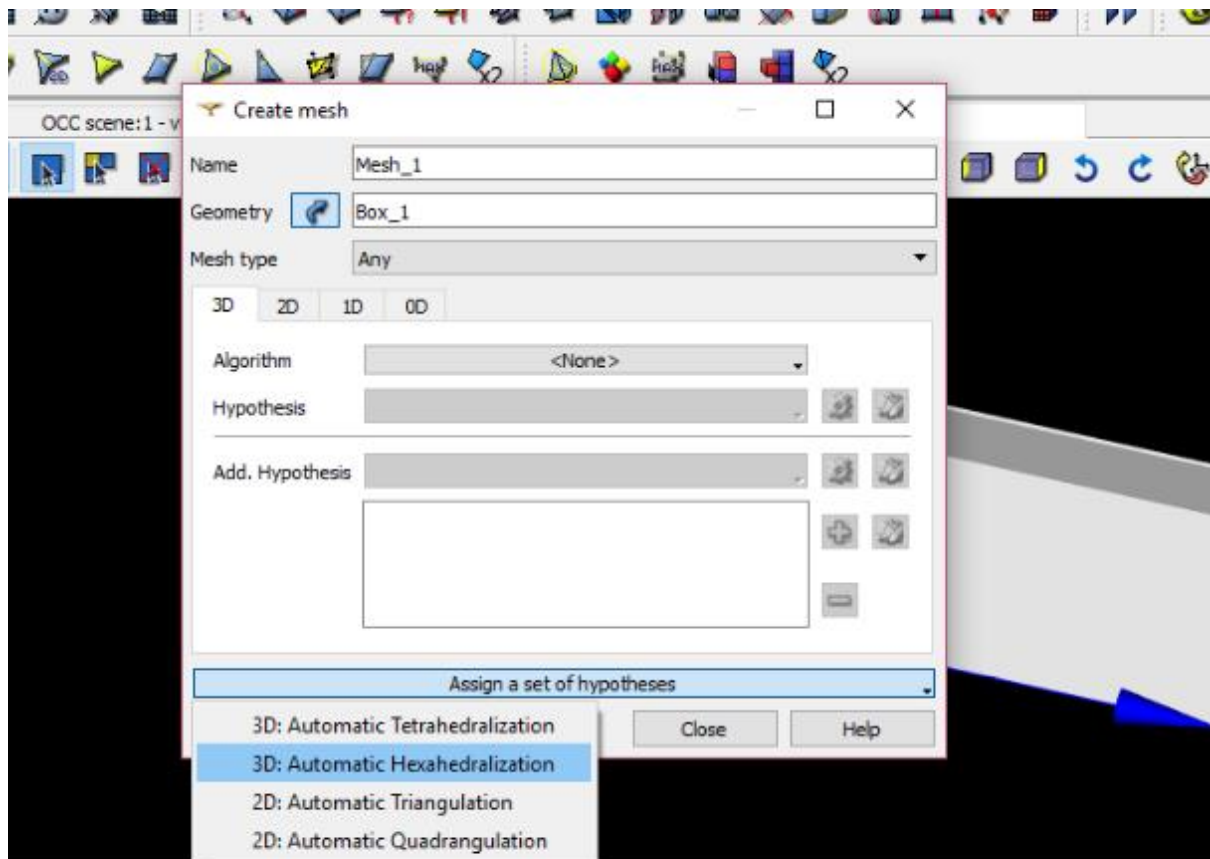 OCC scene:1 - v
Create mesh
Name
Mesh_1
Geometry
Box_1
Mesh type
Any
3D 2D 1D 0D
Algorithm
<None>
Hypothesis
Add. Hypothesis
Assign a set of hypotheses
3D: Automatic Tetrahedralization
Close Help
3D: Automatic Hexahedralization
2D: Automatic Triangulation
2D: Automatic Quadrangulation